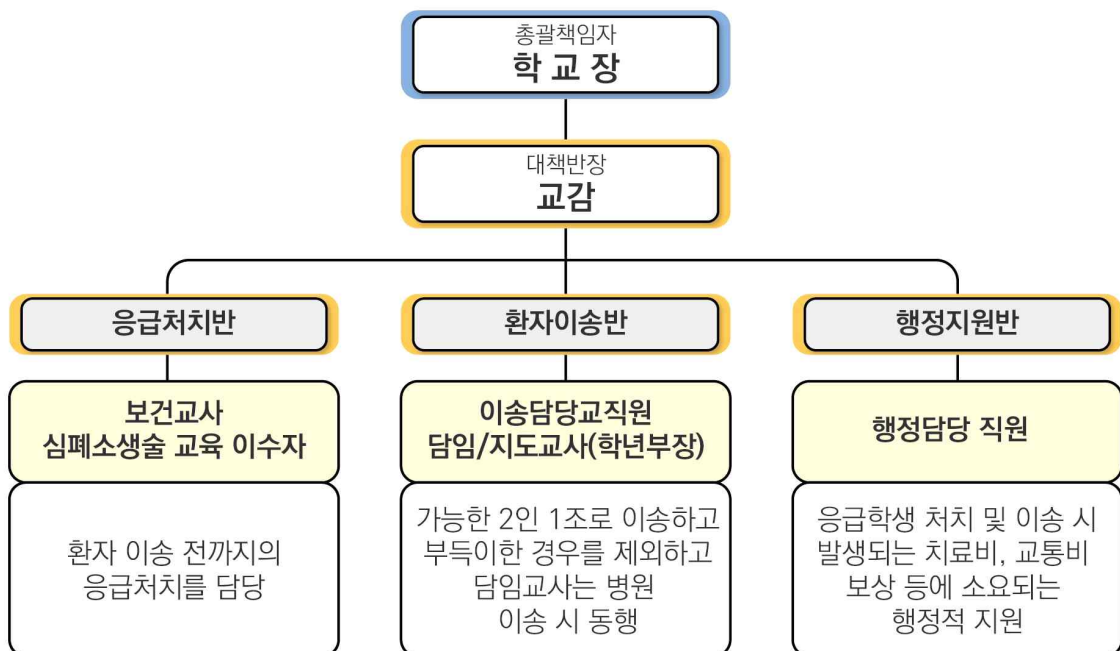 총괄책임자
학 교 장
대책반장
교감
응급처치반
환자이송반
행정지원반
보건교사
심폐소생술 교육 이수자
이송담당교직원
담임/지도교사(학년부장)
행정담당 직원
환자 이송 전까지의
응급처치를 담당
가능한 2인 1조로 이송하고
부득이한 경우를 제외하고
담임교사는 병원
이송 시 동행
응급학생 처치 및 이송 시
발생되는 치료비, 교통비
보상 등에 소요되는
행정적 지원